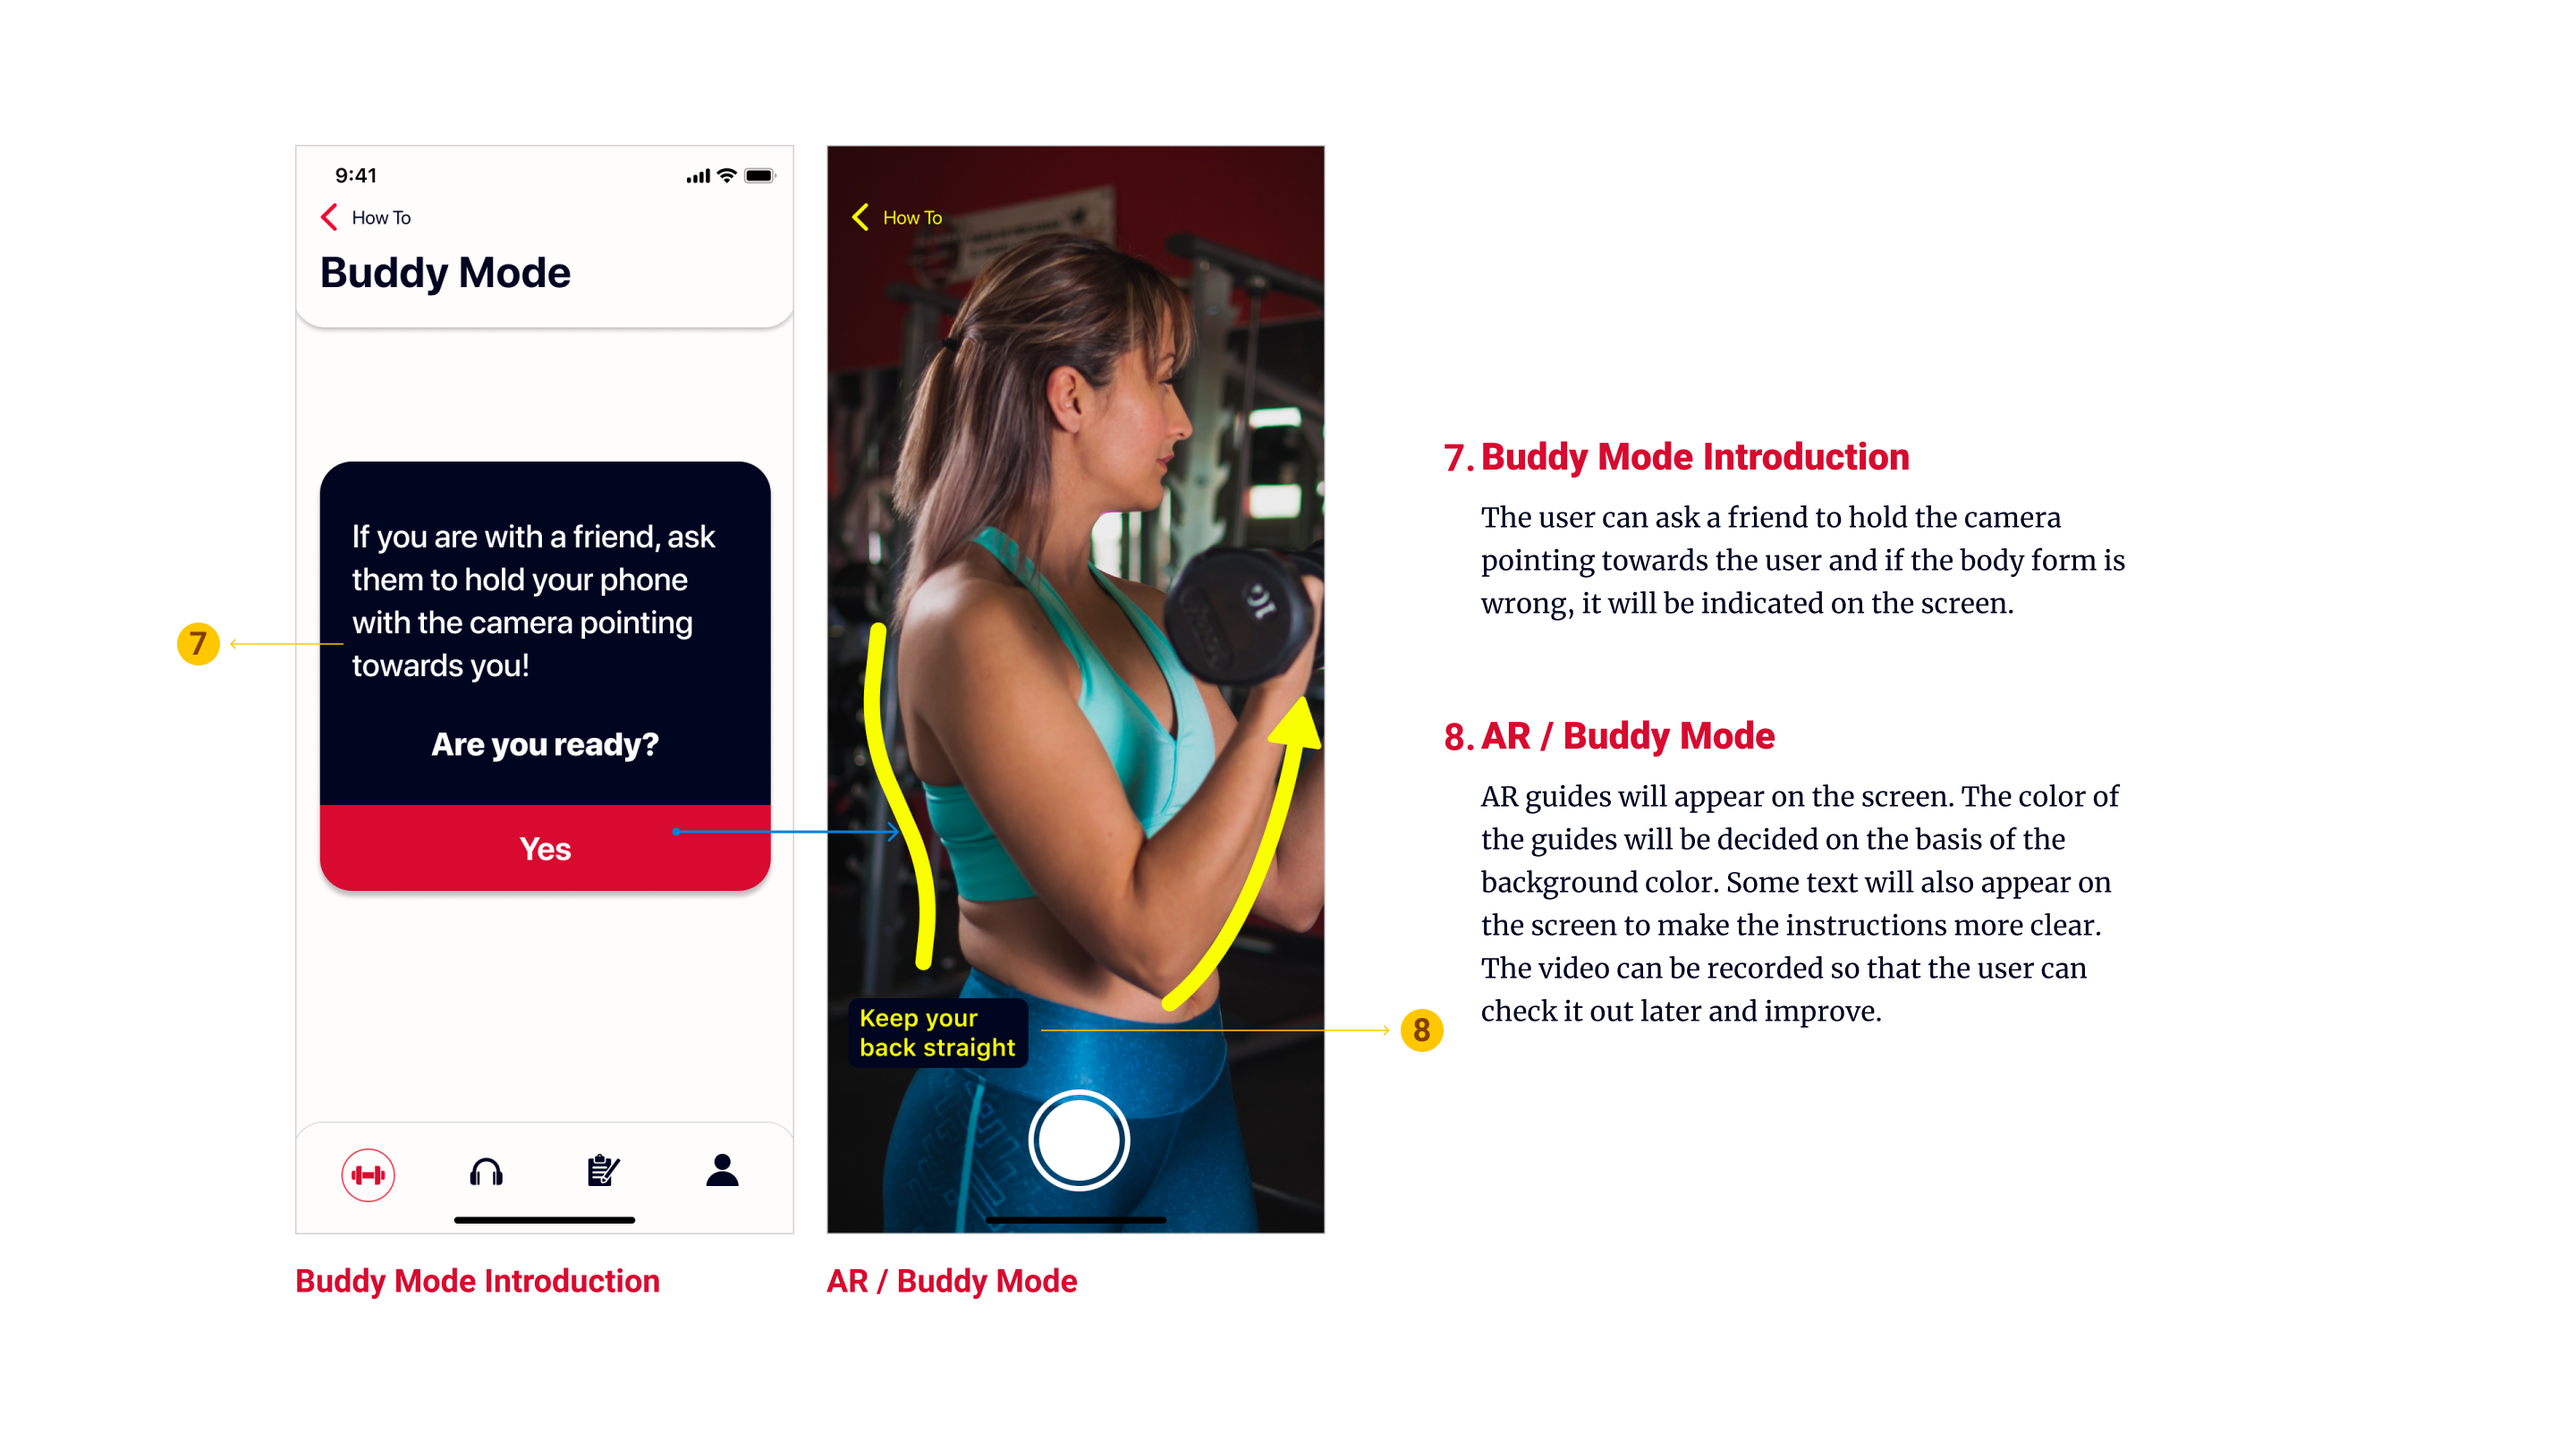 9:41
How To
Buddy Mode
If you are with a friend, ask
them to hold your phone
with the camera pointing
towards you!
Are you ready?
Yes
7
Buddy Mode Introduction
How To
Keep your
back straight
8
AR / Buddy Mode
7. Buddy Mode Introduction
The user can ask a friend to hold the camera
pointing towards the user and if the body form is
wrong, it will be indicated on the screen.
8. AR / Buddy Mode
AR guides will appear on the screen. The color of
the guides will be decided on the basis of the
background color. Some text will also appear on
the screen to make the instructions more clear.
The video can be recorded so that the user can
check it out later and improve.